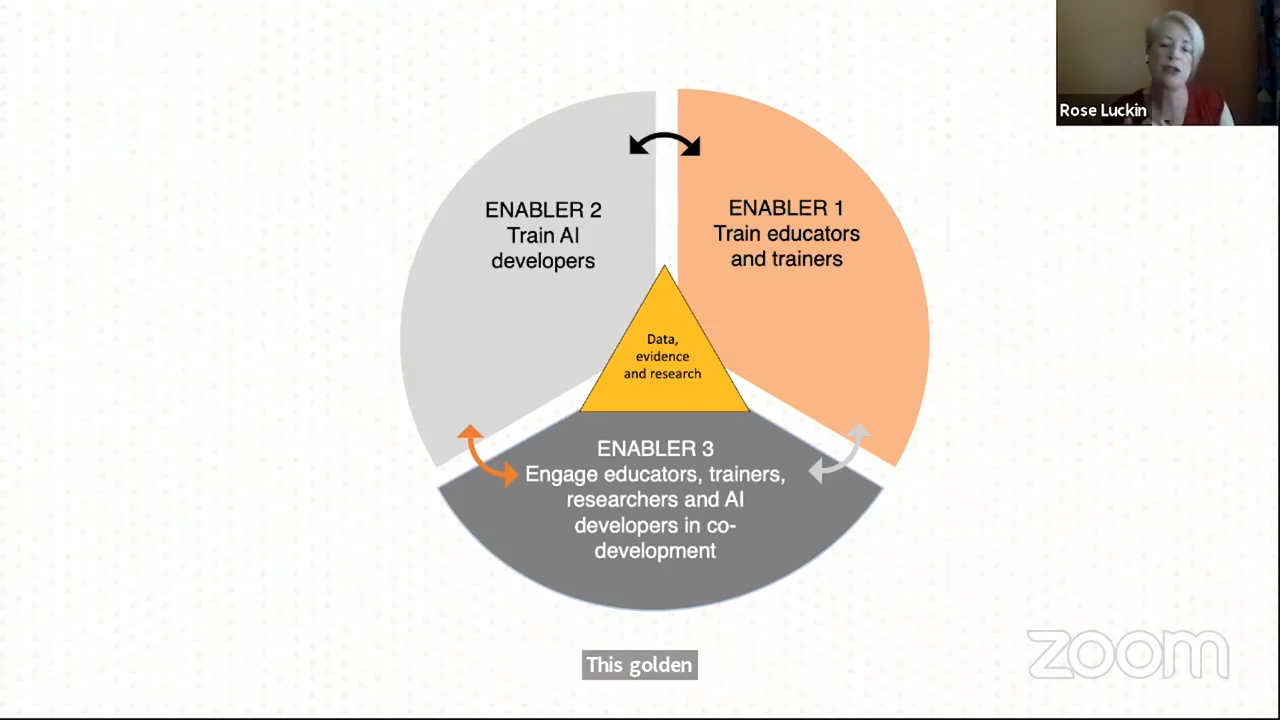 Rose Luckin
ENABLER 2
Train AI
developers
ENABLER 1
Train educators
and trainers
Data,
evidence
and research
ENABLER 3
Engage educators, trainers,
researchers and AI
developers in co-
development
This golden
zoom